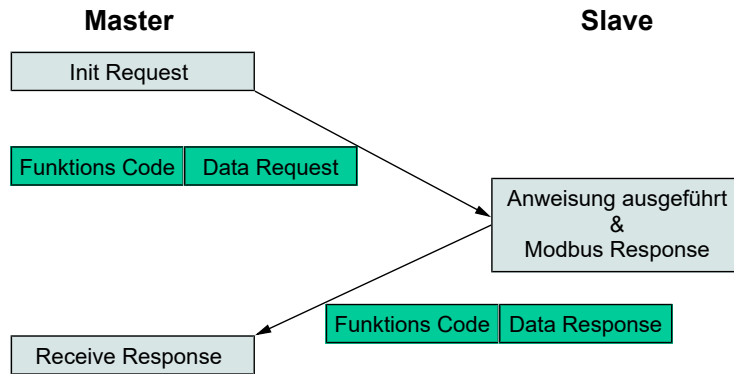 Master
Slave
Init Request
Funktions Code
Data Request
Anweisung ausgeführt
&
Modbus Response
Funktions Code
Data Response
Receive Response